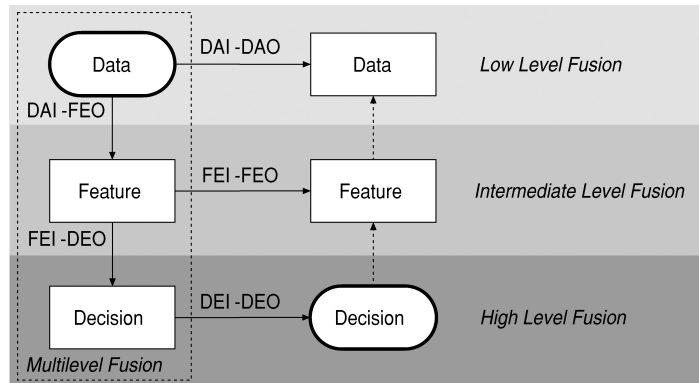 Data
DAI -DAO
Data
Low Level Fusion
DAI -FEO
Feature
FEI -FEO
Feature
Intermediate Level Fusion
FEI -DEO
Decision
DEI -DEO
Decision
High Level Fusion
Multilevel Fusion